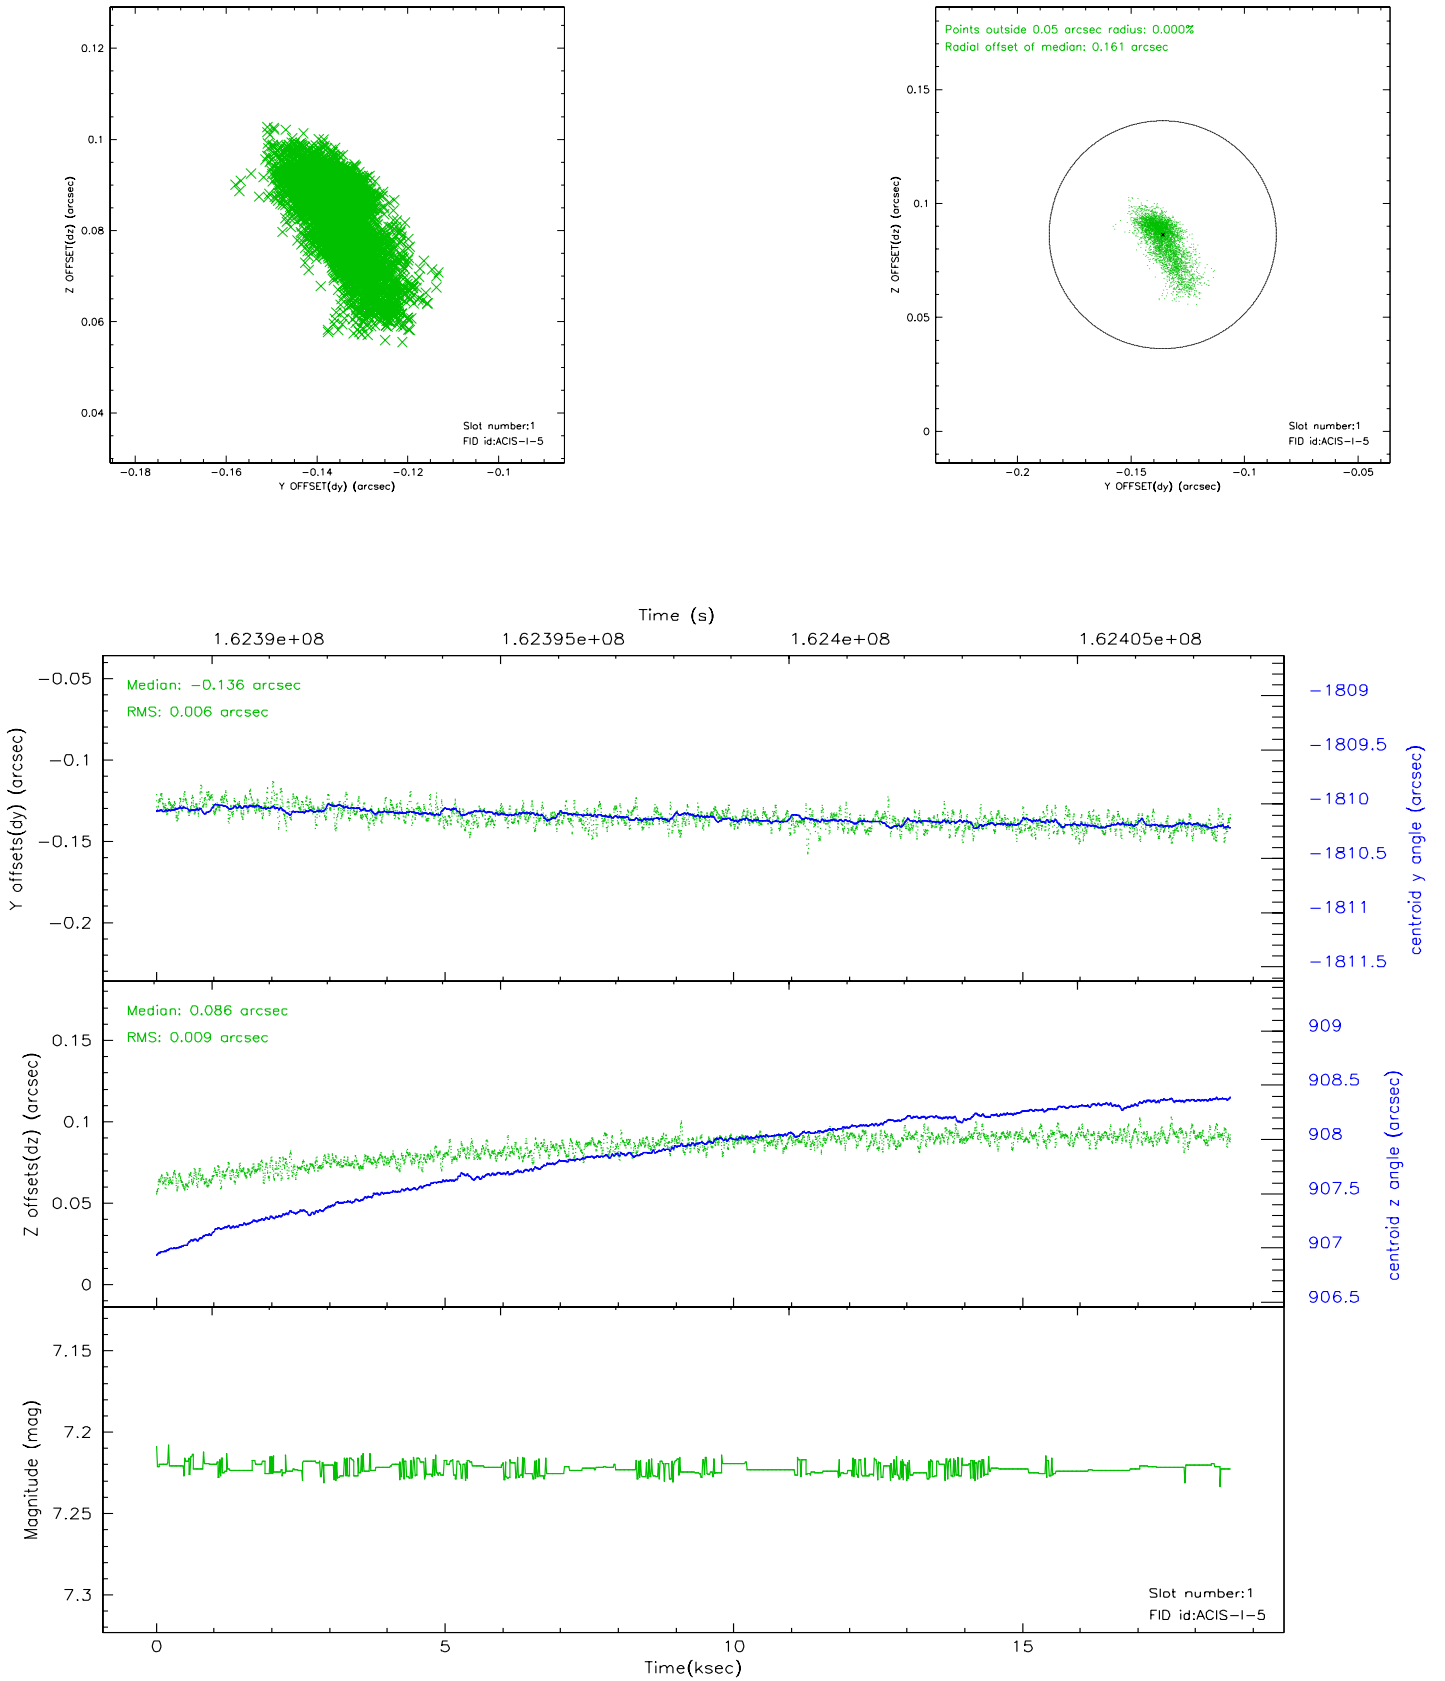 0.12
0.1
0.08
0.06
0.04
Z OFFSET(dz) (arcsec)
Slot number:1
FID id:ACIS-I-5
-0.18
-0.16
-0.14
-0.12
-0.1
Y OFFSET(dy) (arcsec)
Points outside 0.05 arcsec radius: 0.000%
Radial offset of median: 0.161 arcsec
0.15
0.1
0.05
0
Z OFFSET(dz) (arcsec)
Slot number:1
FID id:ACIS-I-5
-0.2
-0.15
-0.1
-0.05
Y OFFSET(dy) (arcsec)
Time (s)
1.6239e+08
1.62395e+08
1.624e+08
1.62405e+08
-0.05
-0.1
-0.15
-0.2
Y offsets(dy) (arcsec)
Median: -0.136 arcsec
RMS: 0.006 arcsec
-1809
-1809.5
-1810
-1810.5
-1811
-1811.5
centroid y angle (arcsec)
0.15
0.1
0.05
0
Z offsets(dz) (arcsec)
Median: 0.086 arcsec
RMS: 0.009 arcsec
909
908.5
908
907.5
907
906.5
centroid z angle (arcsec)
7.15
7.2
7.25
7.3
Magnitude (mag)
Slot number:1
FID id:ACIS-I-5
0
5
10
15
Time(ksec)